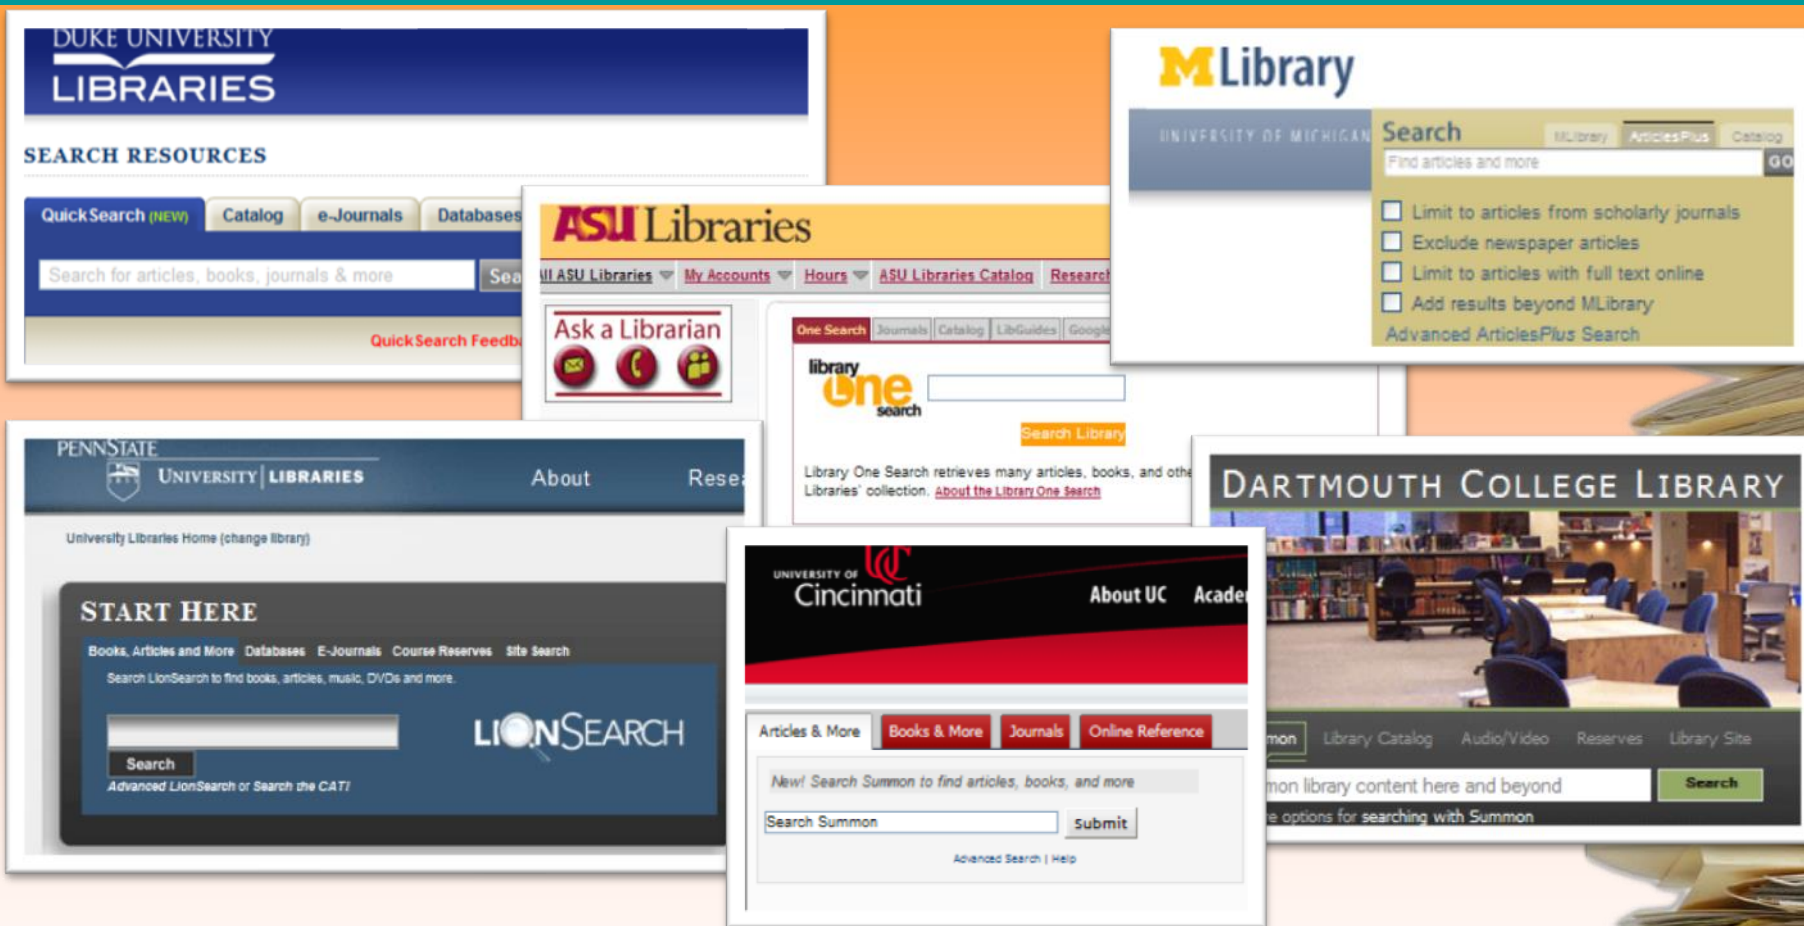 DUKE UNIVERSITY
LIBRARIES
SEARCH RESOURCES
QuickSearch (NEW) Catalog e-Journals Databases
Search for articles, books, journals & more Sea
QuickSearch Feedba
ASU Libraries
All ASU Libraries My Accounts Hours ASU Libraries Catalog Research
Ask a Librarian
One Search Journals Catalog LibGuides Google
library
One
search
Search Library
Library One Search retrieves many articles, books, and othe
Libraries' collection. About the Library One Search
MLibrary
UNIVERSITY OF MICHIGAN
Search MLibrary ArticlesPlus Catalog
Find articles and more GO
Limit to articles from scholarly journals
Exclude newspaper articles
Limit to articles with full text online
Add results beyond MLibrary
Advanced ArticlesPlus Search
PENNSTATE
UNIVERSITY LIBRARIES About Resea
University Libraries Home (change library)
START HERE
Books, Articles and More Databases E-Journals Course Reserves Site Search
Search LionSearch to find books, articles, music, DVDs and more.
LIONSEARCH
Search
Advanced LionSearch or Search the CAT!
UC
UNIVERSITY OF
Cincinnati About UC Acade
Articles & More Books & More Journals Online Reference
New! Search Summon to find articles, books, and more
Search Summon Submit
Advanced Search | Help
DARTMOUTH COLLEGE LIBRARY
mon Library Catalog Audio/Video Reserves Library Site
mon library content here and beyond Search
e options for searching with Summon